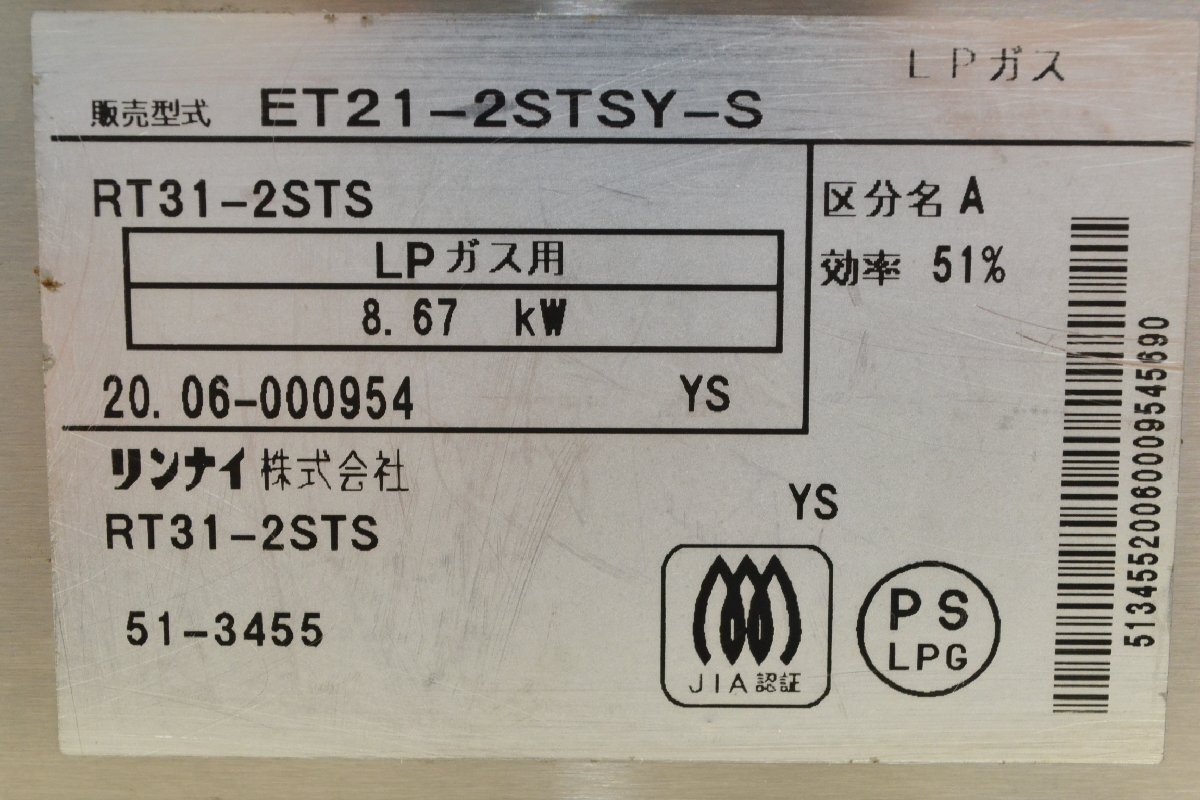 LPガス
販売型式 ET21-2STSY-S
RT31-2STS
LPガス用
8.67 kW
20.06-000954 YS
区分名 A
効率 51%
リンナイ株式会社
RT31-2STS
YS
51-3455
JIA認証
PS
LPG
513455200600095456​90